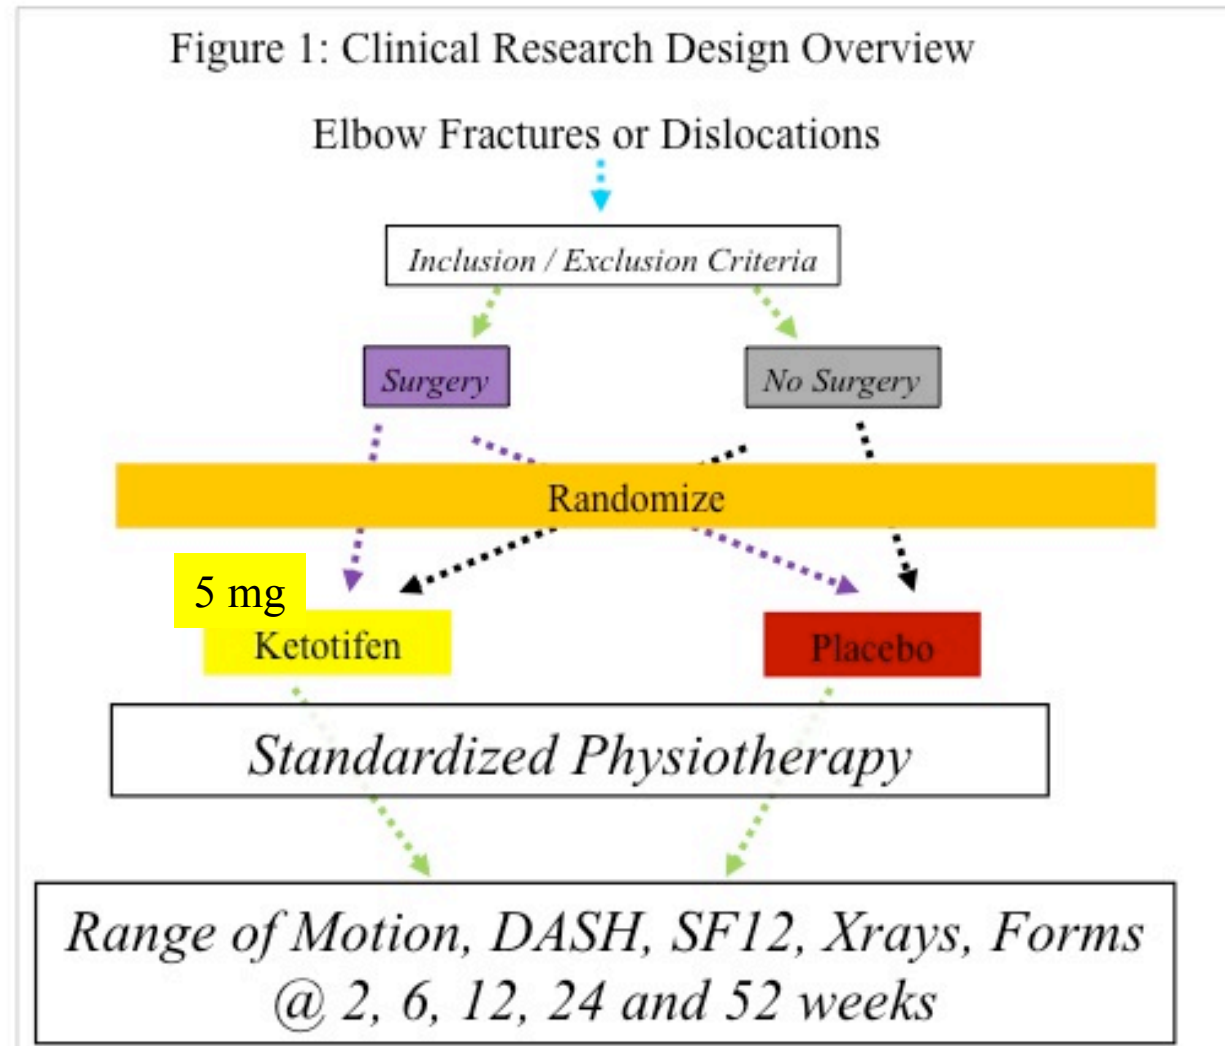 Figure 1: Clinical Research Design Overview
Elbow Fractures or Dislocations
Inclusion / Exclusion Criteria
Surgery
No Surgery
Randomize
5 mg
Ketotifen
Placebo
Standardized Physiotherapy
Range of Motion, DASH, SF12, Xrays, Forms
@ 2, 6, 12, 24 and 52 weeks